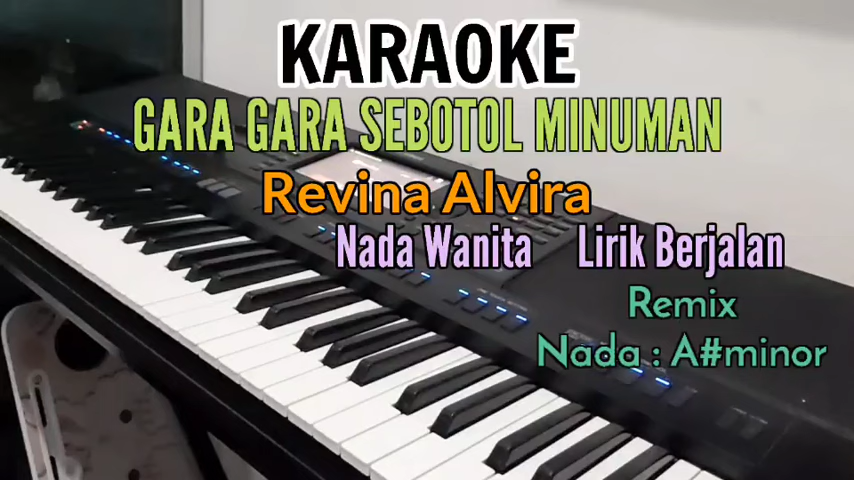 KARAOKE
GARA GARA SEBOTOL MINUMAN
Revina Alvira
Nada Wanita Lirik Berjalan
Remix
Nada : A#minor